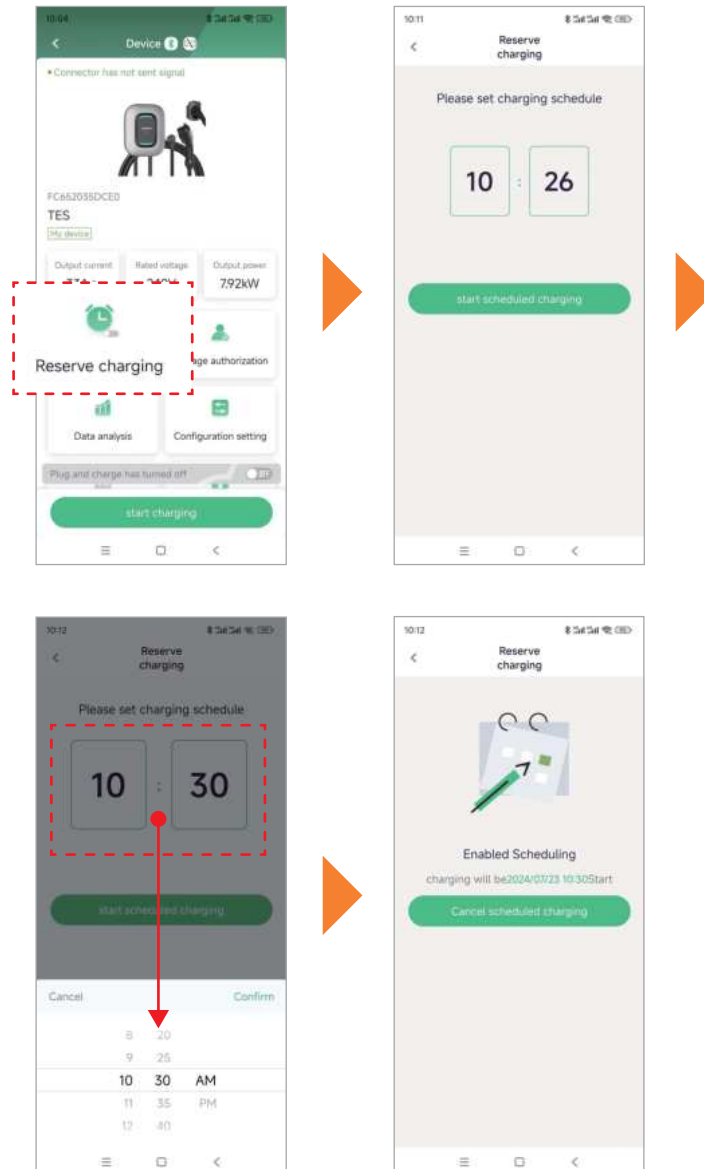 10:04
Device
Connector has not sent signal
FC652035DCE0
TES
My device
Output current
Rated voltage
Output power
7.92kW
Reserve charging
age authorization
Data analysis
Configuration setting
Plug and charge has turned off
start charging
10:11
Reserve
charging
Please set charging schedule
10 : 26
start scheduled charging
10:12
Reserve
charging
Please set charging schedule
10 : 30
start scheduled charging
Cancel
Confirm
8 20
9 25
10 30 AM
11 35 PM
12 40
10:12
Reserve
charging
Enabled Scheduling
charging will be2024/07/23 10:30Start
Cancel scheduled charging